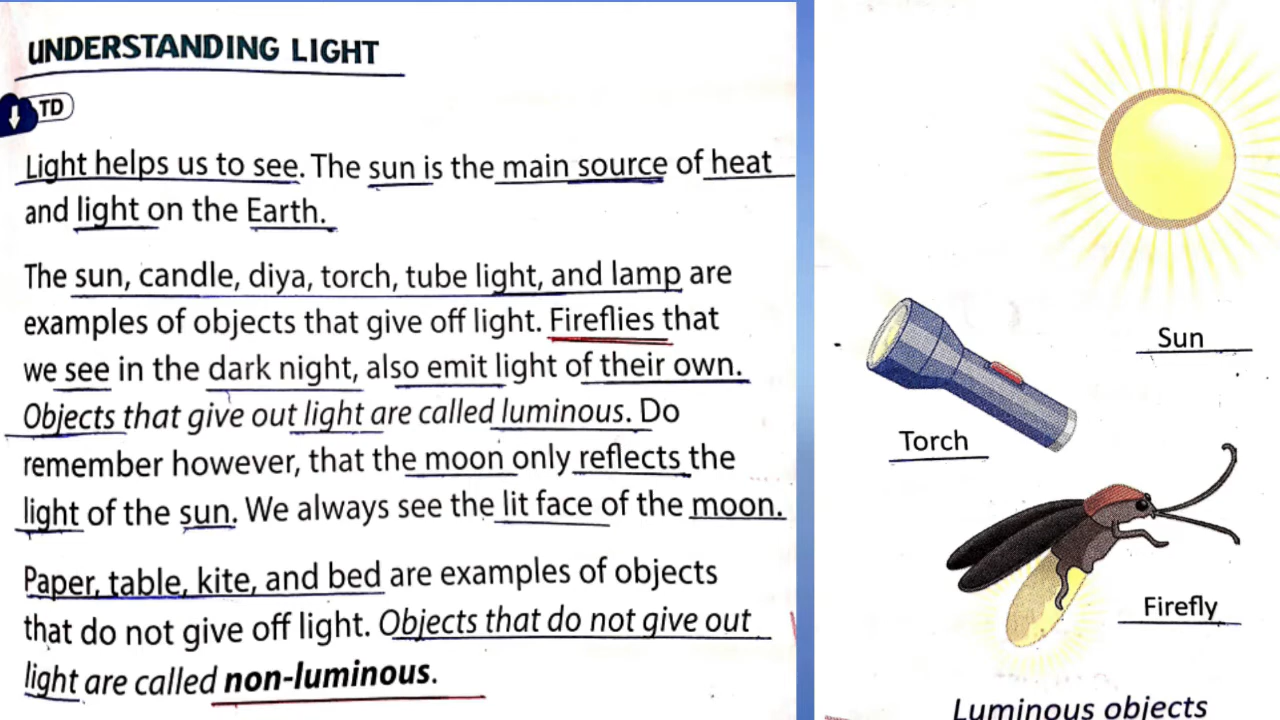 UNDERSTANDING LIGHT
TD
Light helps us to see. The sun is the main source of heat
and light on the Earth.
The sun, candle, diya, torch, tube light, and lamp are
examples of objects that give off light. Fireflies that
we see in the dark night, also emit light of their own.
Objects that give out light are called luminous. Do
remember however, that the moon only reflects the
light of the sun. We always see the lit face of the moon.
Paper, table, kite, and bed are examples of objects
that do not give off light. Objects that do not give out
light are called non-luminous.
Sun
Torch
Firefly
Luminous objects